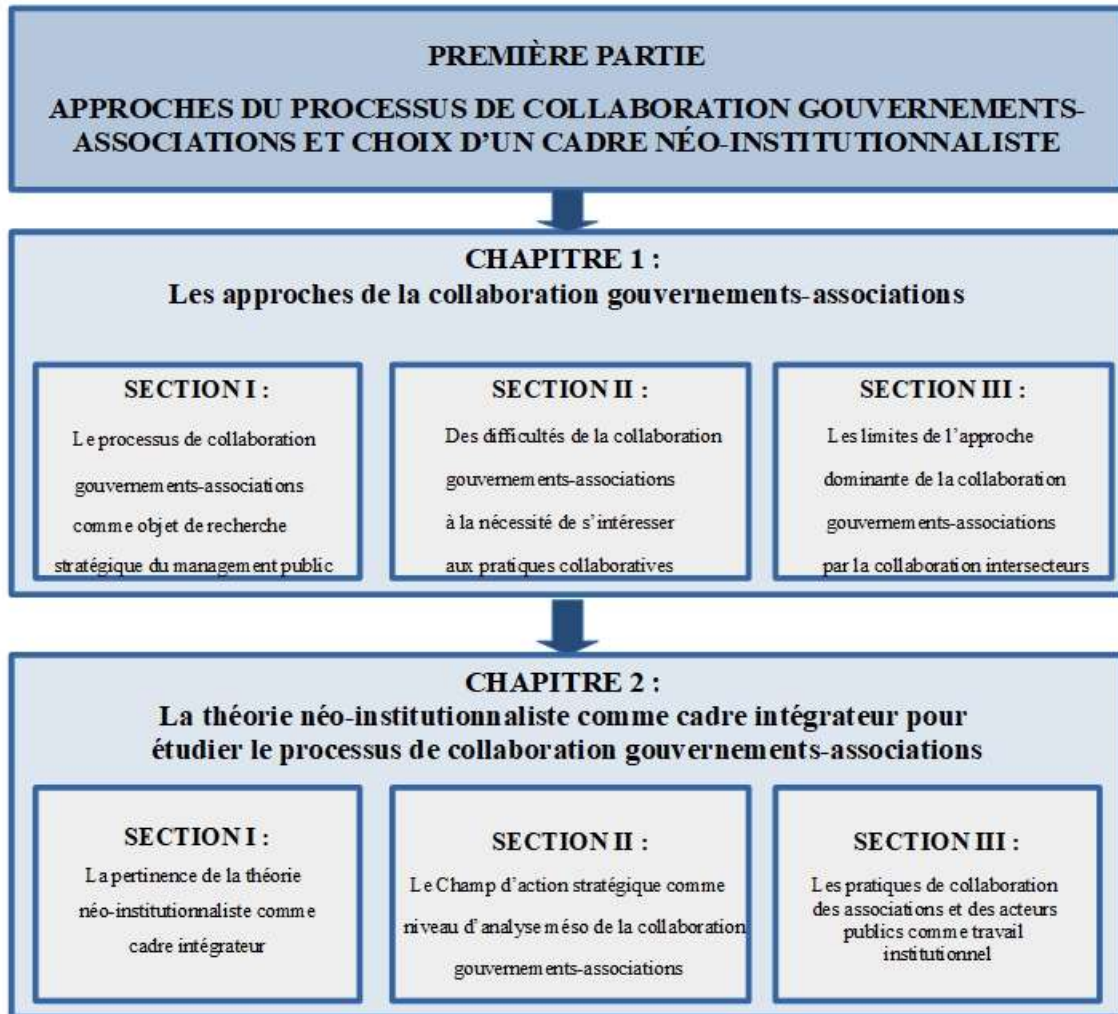 PREMIÈRE PARTIE
APPROCHES DU PROCESSUS DE COLLABORATION GOUVERNEMENTS-
ASSOCIATIONS ET CHOIX D’UN CADRE NÉO-INSTITUTIONNALISTE
CHAPITRE 1 :
Les approches de la collaboration gouvernements-associations
SECTION I :
Le processus de collaboration
gouvernements-associations
comme objet de recherche
stratégique du management public
SECTION II :
Des difficultés de la collaboration
gouvernements-associations
à la nécessité de s’intéresser
aux pratiques collaboratives
SECTION III :
Les limites de l’approche
dominante de la collaboration
gouvernements-associations
par la collaboration intersecteurs
CHAPITRE 2 :
La théorie néo-institutionnaliste comme cadre intégrateur pour
étudier le processus de collaboration gouvernements-associations
SECTION I :
La pertinence de la théorie
néo-institutionnaliste comme
cadre intégrateur
SECTION II :
Le Champ d’action stratégique comme
niveau d’analyse méso de la collaboration
gouvernements-associations
SECTION III :
Les pratiques de collaboration
des associations et des acteurs
publics comme travail
institutionnel